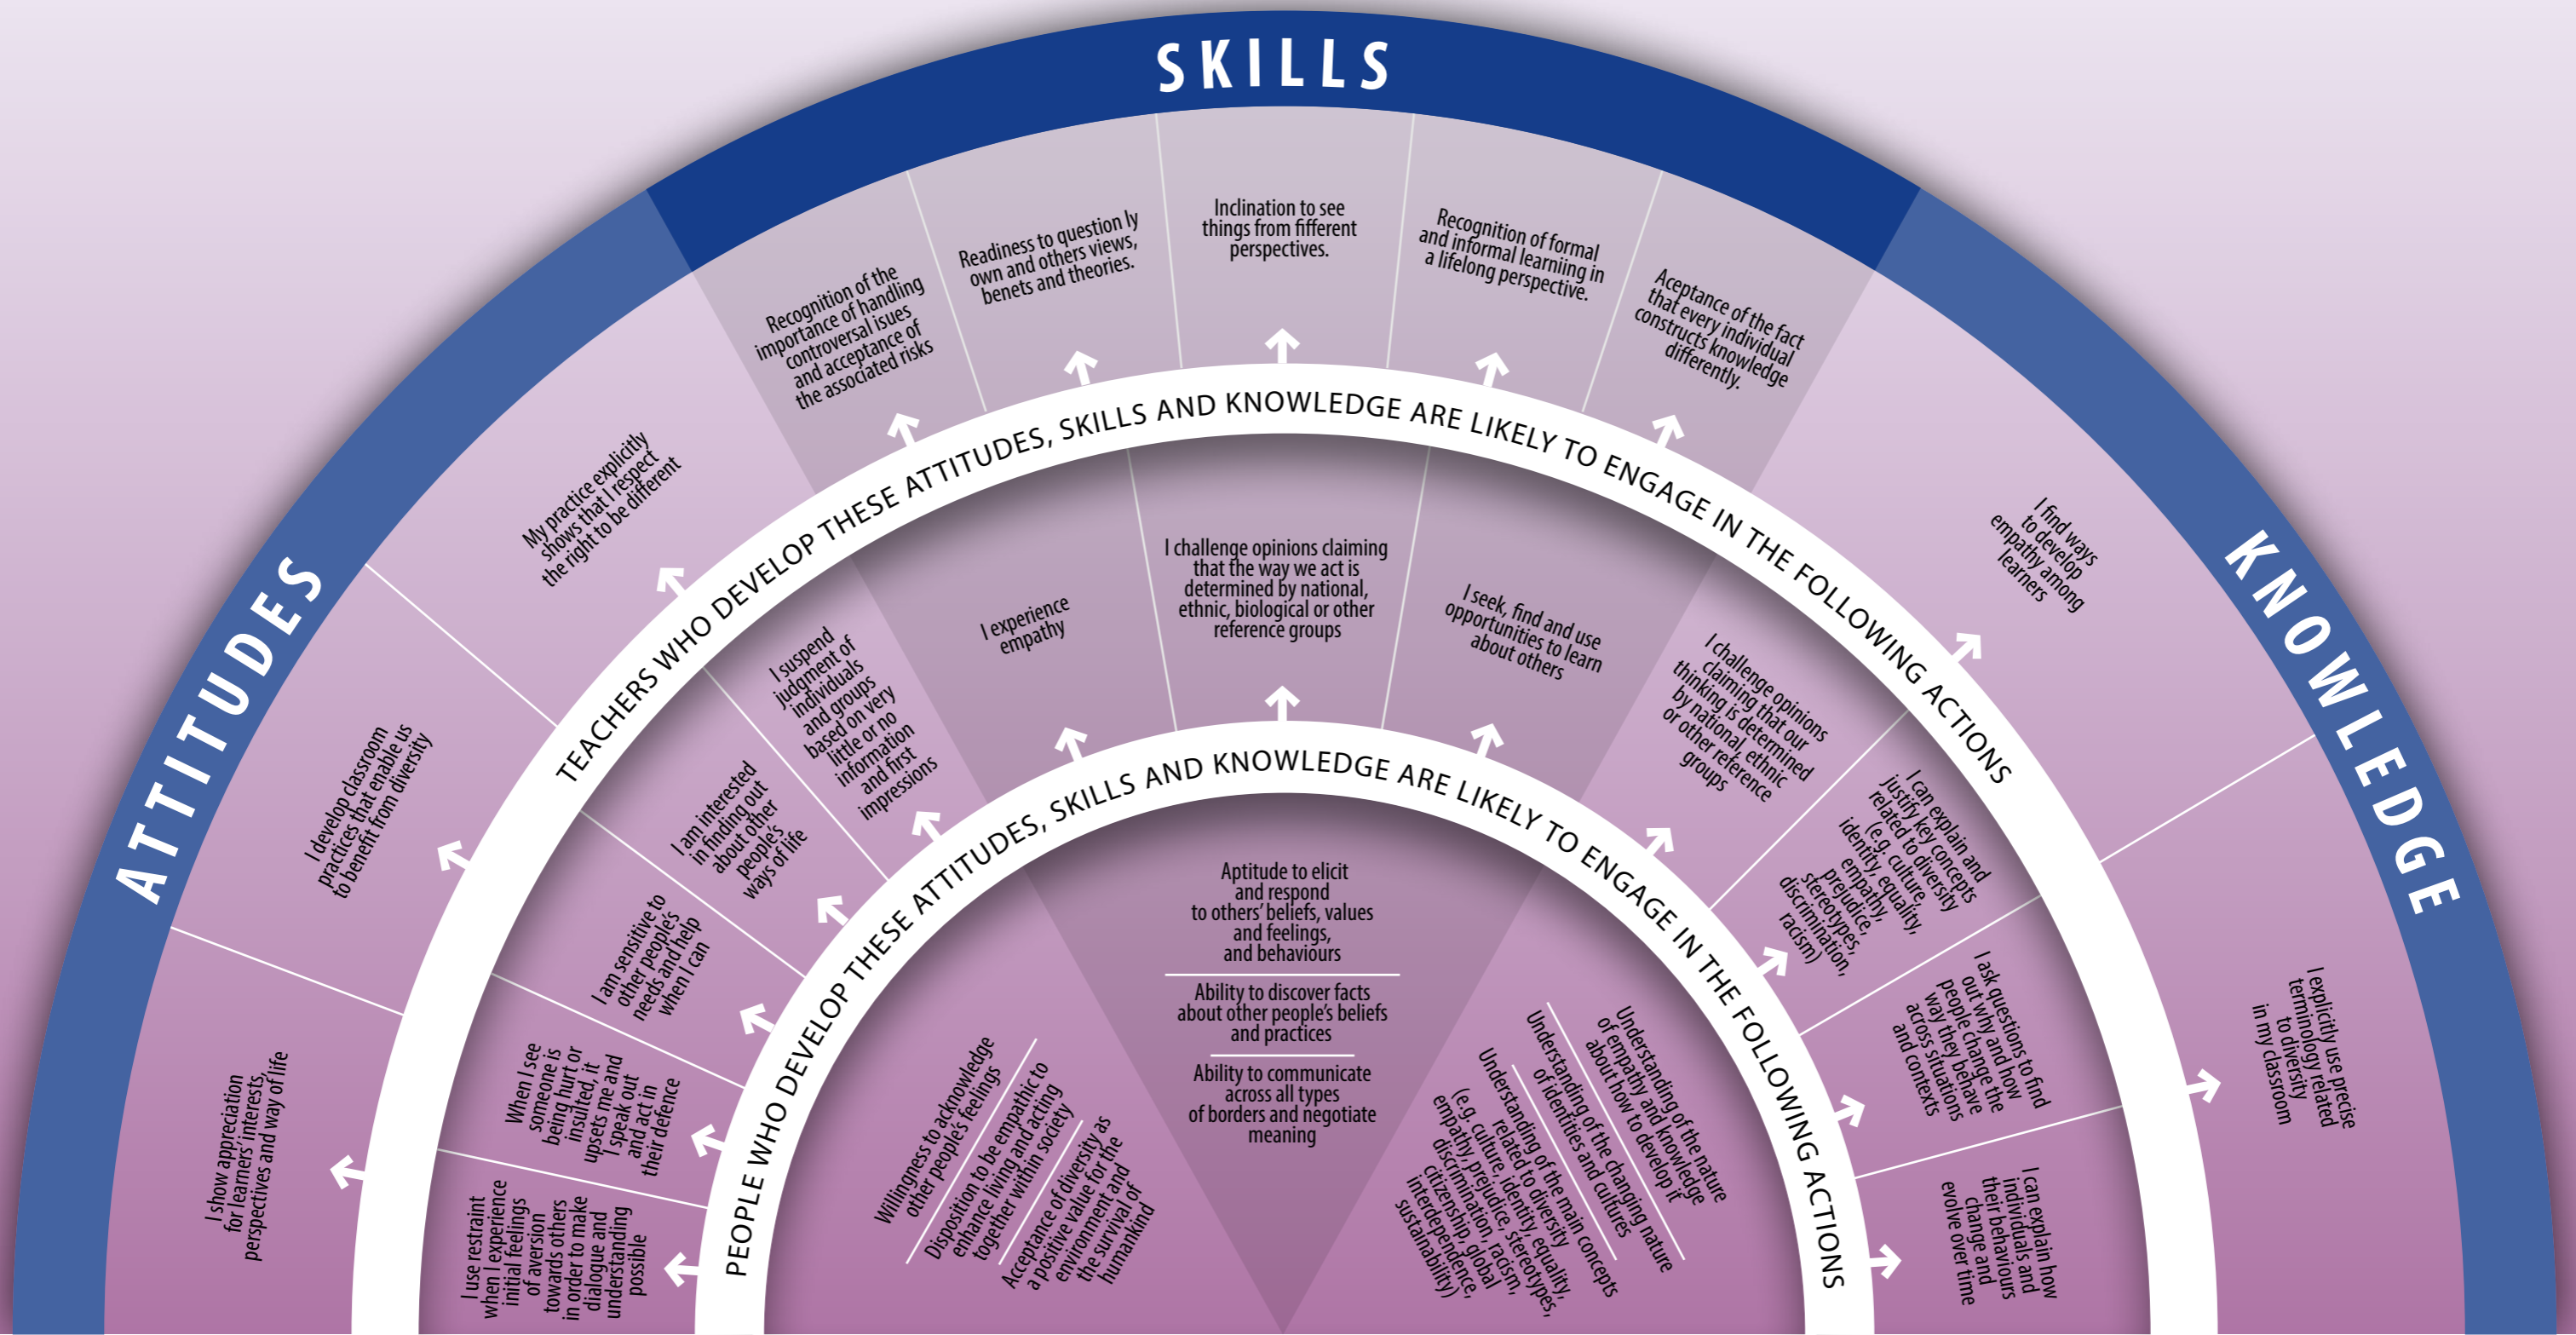 SKILLS
ATTITUDES
KNOWLEDGE
I show appreciation
for learners' interests,
perspectives and way of life
I develop classroom
practices that enable us
to benefit from diversity
My practice explicitly
shows that I respect
the right to be different
Recognition of the
importance of handling
controversal isues
and acceptance of
the associated risks
Readiness to question ly
own and others views,
benets and theories.
Inclination to see
things from fifferent
perspectives.
Recognition of formal
and informal learniing in
a lifelong perspective.
Aceptance of the fact
that every individual
constructs knowledge
differently.
I find ways
to develop
empathy among
learners
I explicitly use precise
terminology related
to diversity
in my classroom
TEACHERS WHO DEVELOP THESE ATTITUDES, SKILLS AND KNOWLEDGE ARE LIKELY TO ENGAGE IN THE FOLLOWING ACTIONS
I use restraint
when I experience
initial feelings
of aversion
towards others
in order to make
dialogue and
understanding
possible
When I see
someone is
being hurt or
insulted, it
upsets me and
I speak out
and act in
their defence
I am sensitive to
other people's
needs and help
when I can
I am interested
in finding out
about other
people's
ways of life
I suspend
judgment of
individuals
and groups
based on very
little or no
information
and first
impressions
I experience
empathy
I challenge opinions claiming
that the way we act is
determined by national,
ethnic, biological or other
reference groups
I seek, find and use
opportunities to learn
about others
I challenge opinions
claiming that our
thinking is determined
by national, ethnic
or other reference
groups
I can explain and
justify key concepts
related to diversity
(e.g. culture,
identity, equality,
empathy,
prejudice,
stereotypes,
discrimination,
racism)
I ask questions to find
out why and how
people change the
way they behave
across situations
and contexts
I can explain how
individuals and
their behaviours
change and
evolve over time
PEOPLE WHO DEVELOP THESE ATTITUDES, SKILLS AND KNOWLEDGE ARE LIKELY TO ENGAGE IN THE FOLLOWING ACTIONS
Willingness to acknowledge
other people's feelings
Disposition to be empathic to
enhance living and acting
together within society
Acceptance of diversity as
a positive value for the
environment and
the survival of
humankind
Aptitude to elicit
and respond
to others' beliefs, values
and feelings,
and behaviours
Ability to discover facts
about other people's beliefs
and practices
Ability to communicate
across all types
of borders and negotiate
meaning
Understanding of the nature
of empathy and knowledge
about how to develop it
Understanding of the changing nature
of identities and cultures
Understanding of the main concepts
related to diversity
(e.g. culture, identity, equality,
empathy, prejudice, stereotypes,
discrimination, racism,
citizenship, global
interdependence,
sustainability)